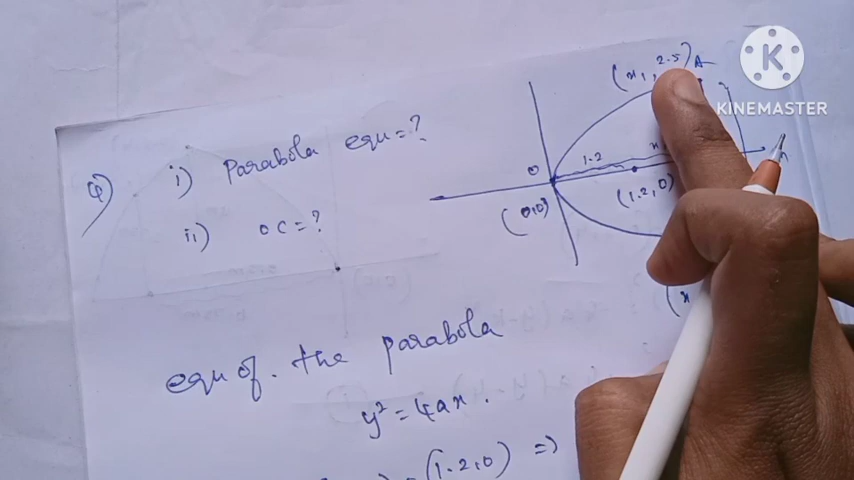 4)
i) Parabola equ=?
ii) oc=?
(x1, 2.5) A
KINEMASTER
O
1.2
(1.2, 0)
(0,0)
equ of. the parabola
y² = 4ax.
(1.2,0) ⇒